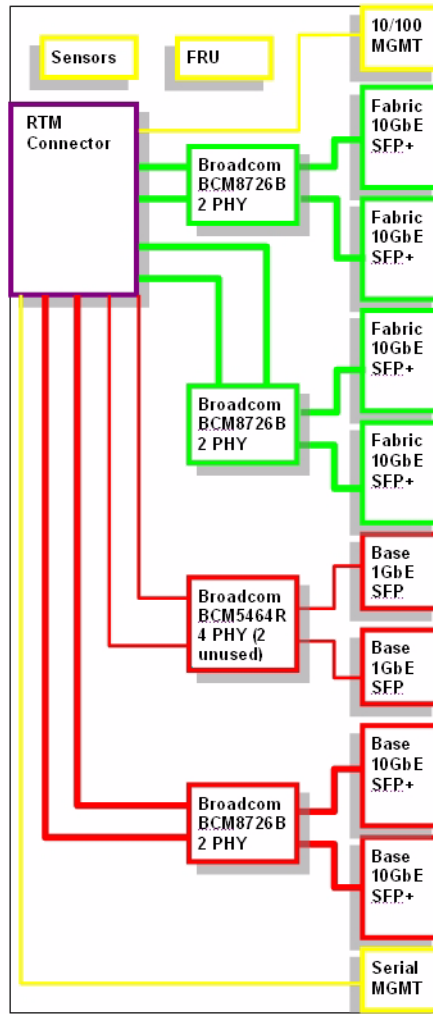 10/100
MGMT
Sensors
FRU
RTM
Connector
Fabric
10GbE
SFP+
Broadcom
BCM8726B
2 PHY
Fabric
10GbE
SFP+
Fabric
10GbE
SFP+
Broadcom
BCM8726B
2 PHY
Fabric
10GbE
SFP+
Base
1GbE
SFP
Broadcom
BCM5464R
4 PHY (2
unused)
Base
1GbE
SFP
Base
10GbE
SFP+
Broadcom
BCM8726B
2 PHY
Base
10GbE
SFP+
Serial
MGMT